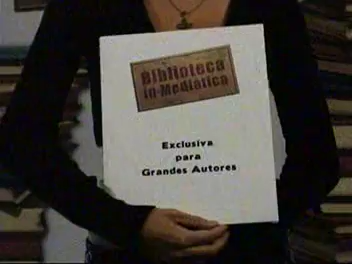 Biblioteca
in-Mediática
Exclusiva
para
Grandes Autores